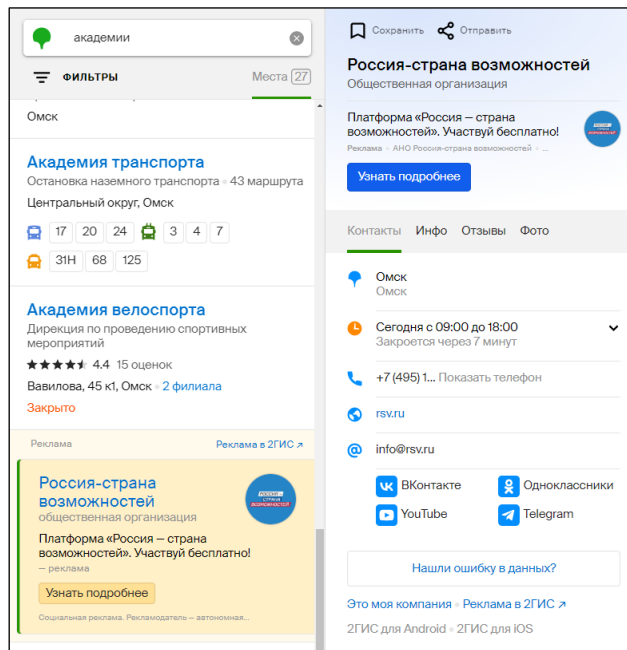 академии
ФИЛЬТРЫ
Места 27
Омск
Академия транспорта
Остановка наземного транспорта • 43 маршрута
Центральный округ, Омск
17 20 24 3 4 7
31Н 68 125
Академия велоспорта
Дирекция по проведению спортивных
мероприятий
4.4 15 оценок
Вавилова, 45 к1, Омск • 2 филиала
Закрыто
Реклама
Реклама в 2ГИС ↗
Россия-страна
возможностей
общественная организация
Платформа «Россия – страна
возможностей». Участвуй бесплатно!
– реклама
Узнать подробнее
Социальная реклама. Рекламодатель – автономная...
РОССИЯ –
СТРАНА
ВОЗМОЖНОСТЕЙ
Сохранить
Отправить
Россия-страна возможностей
Общественная организация
Платформа «Россия – страна
возможностей». Участвуй бесплатно!
Реклама • АНО Россия-страна возможностей • ...
Узнать подробнее
Контакты Инфо Отзывы Фото
Омск
Омск
Сегодня с 09:00 до 18:00
Закроется через 7 минут
+7 (495) 1... Показать телефон
rsv.ru
info@rsv.ru
ВКонтакте
Одноклассники
YouTube
Telegram
Нашли ошибку в данных?
Это моя компания • Реклама в 2ГИС ↗
2ГИС для Android • 2ГИС для iOS